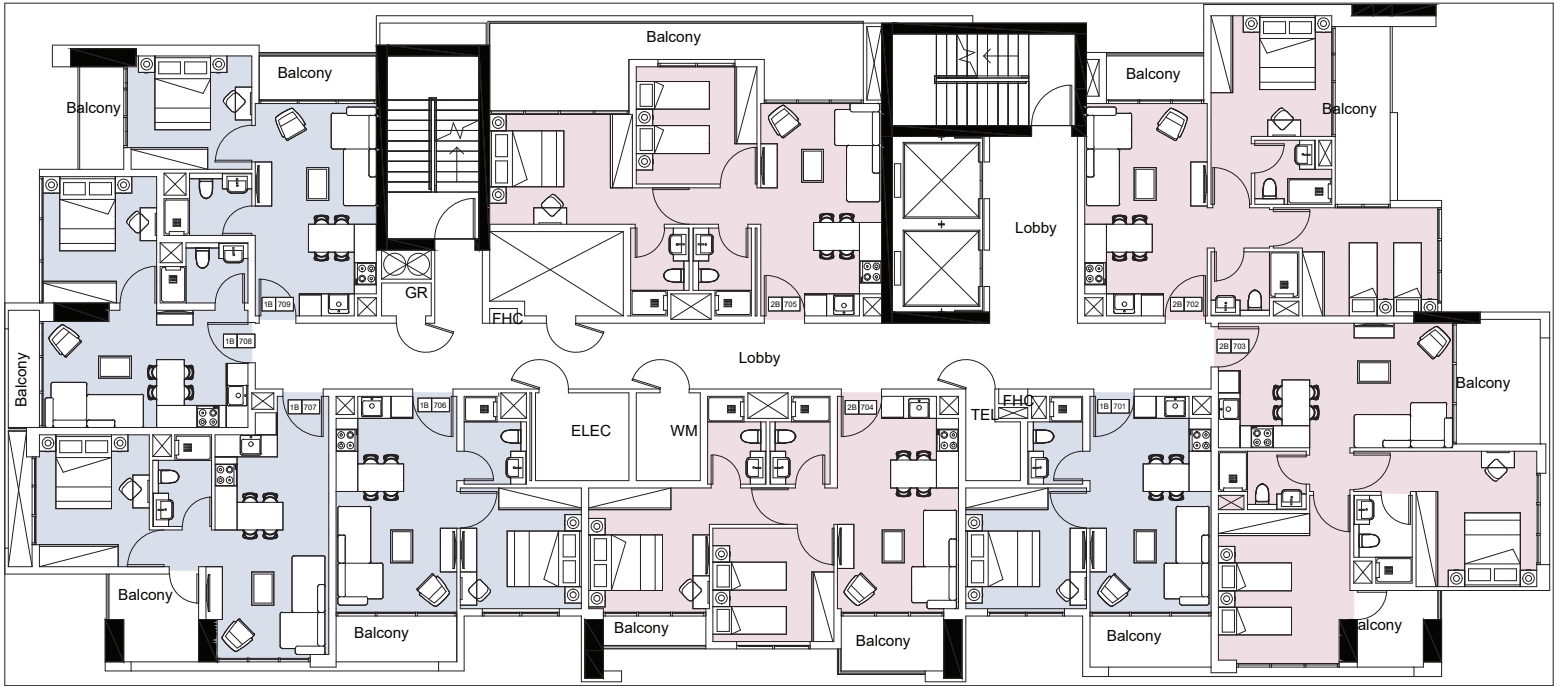 Balcony
Balcony
Balcony
Balcony
Balcony
Lobby
GR
1B 709
2B 705
2B 702
FHC
1B 708
2B 703
Lobby
Balcony
Balcony
1B 707
1B 706
2B 704
FHC
1B 701
TEL
ELEC
WM
Balcony
Balcony
Balcony
Balcony
Balcony
alcony